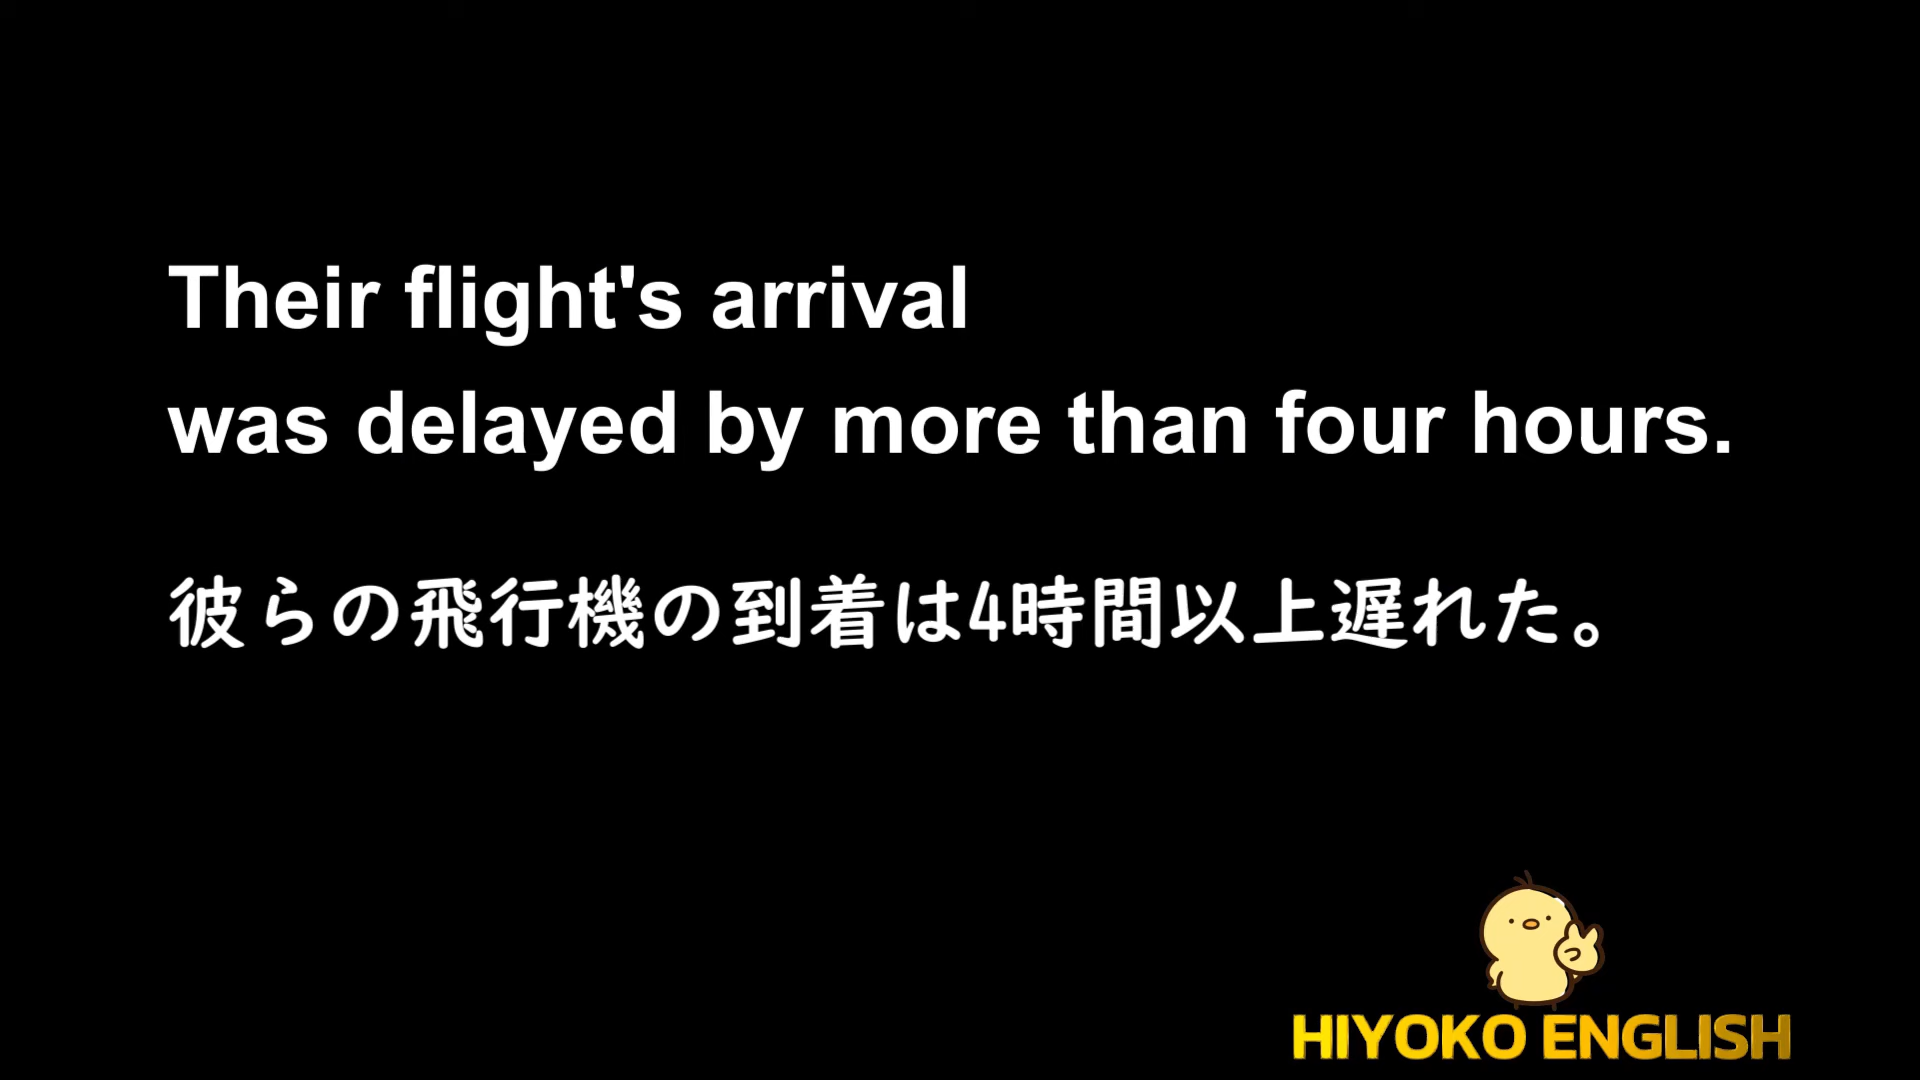 Their flight's arrival
was delayed by more than four hours.
彼らの飛行機の到着は4時間以上遅れた。
HIYOKO ENGLISH